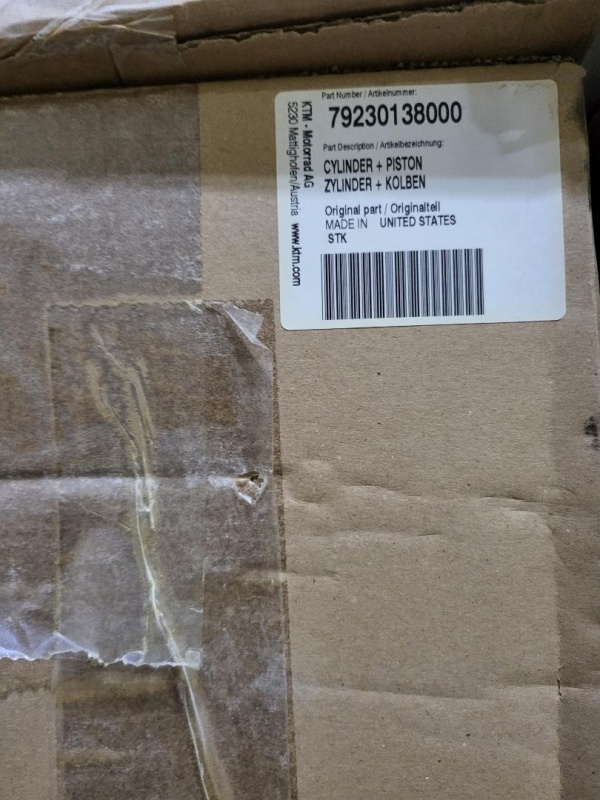 Part Number / Artikelnummer:
79230138000
Part Description / Artikelbezeichnung:
CYLINDER + PISTON
ZYLINDER + KOLBEN
Original part / Originalteil
MADE IN UNITED STATES
STK
KTM - Motorrad AG
5230 Mattighofen/Austria www.ktm.com